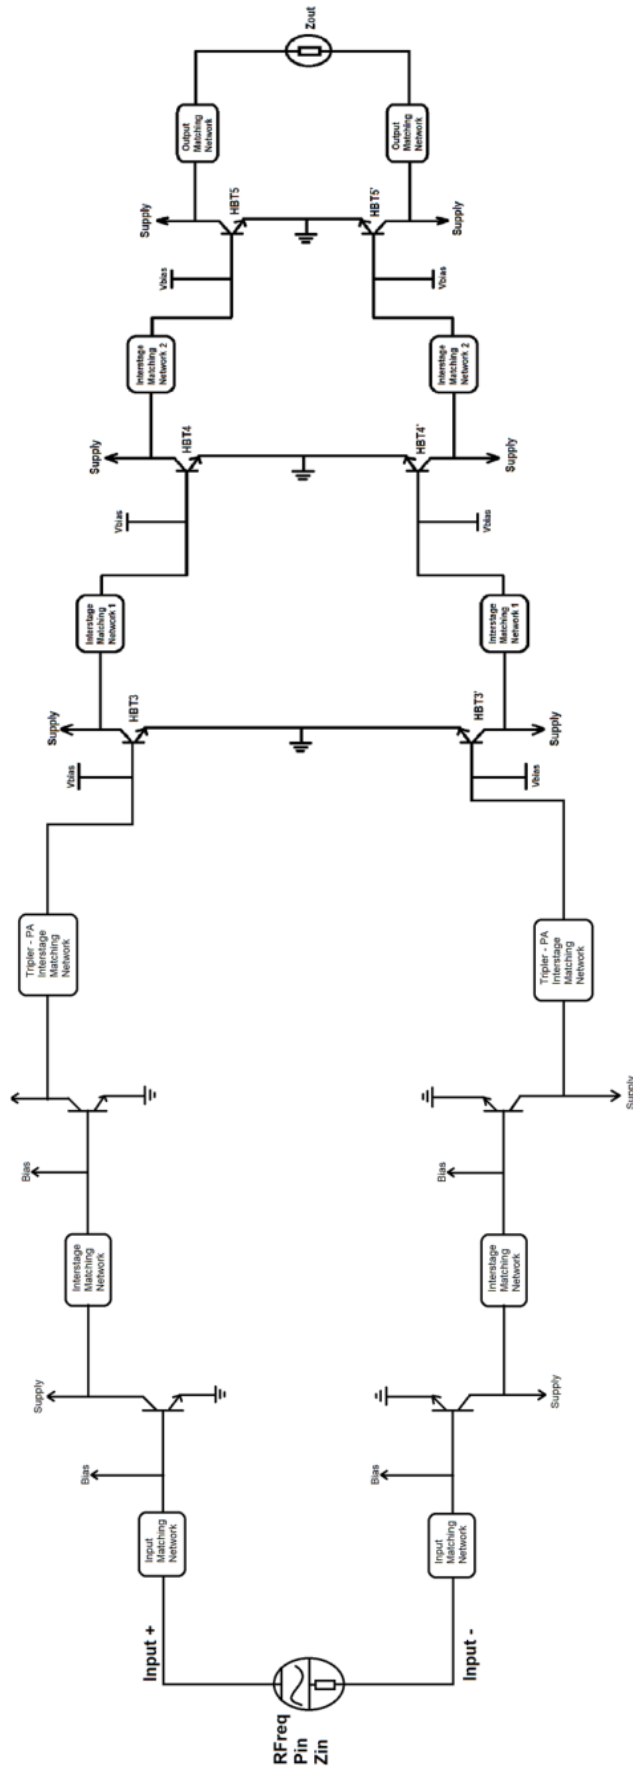 RFreq
Pin
Zin
Input +
Input
Matching
Network
Bias
Supply
Interstage
Matching
Network
Bias
Tripler - PA
Interstage
Matching
Network
Vbias
Supply
HBT3
Interstage
Matching
Network 1
Vbias
Supply
HBT4
Interstage
Matching
Network 2
Vbias
Supply
HBT5
Output
Matching
Network
Zout
Input -
Input
Matching
Network
Bias
Supply
Interstage
Matching
Network
Bias
Supply
Tripler - PA
Interstage
Matching
Network
Vbias
HBT3'
Supply
Interstage
Matching
Network 1
Vbias
HBT4'
Supply
Interstage
Matching
Network 2
Vbias
HBT5'
Supply
Output
Matching
Network